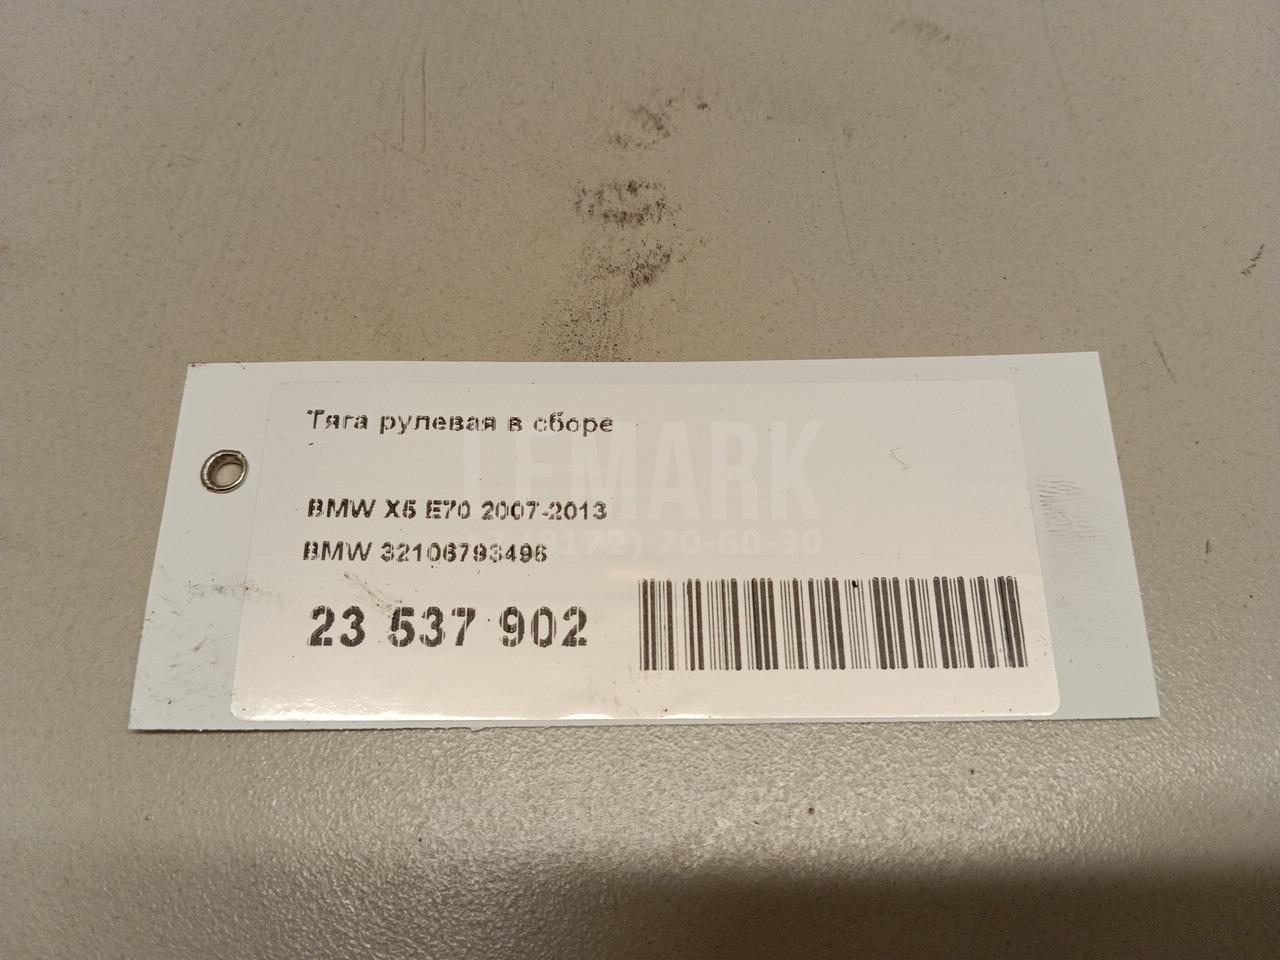 Тяга рулевая в сборе
LEMARK
BMW X5 E70 2007-2013
(8172) 70-60-30
BMW 32106793496
23 537 902